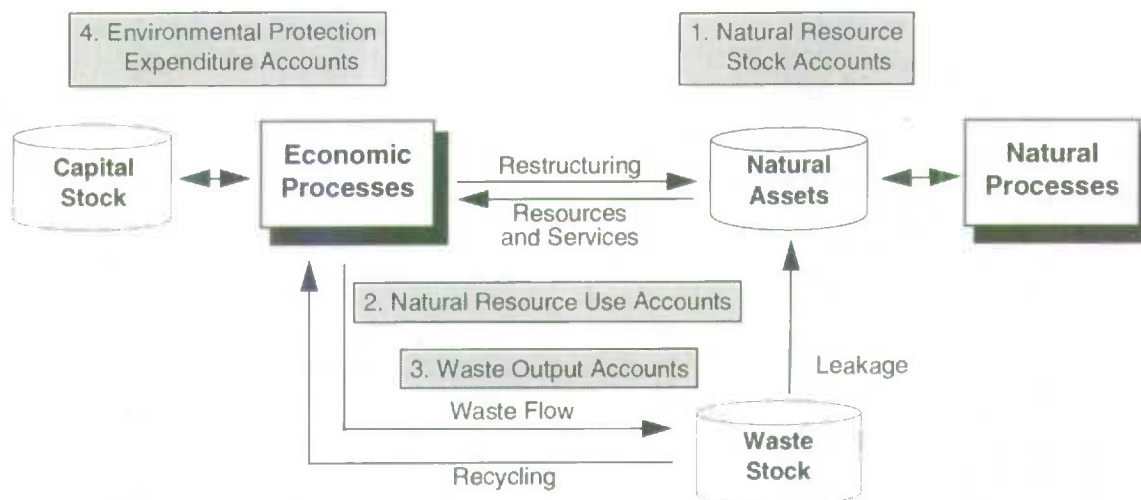 4. Environmental Protection
Expenditure Accounts
1. Natural Resource
Stock Accounts
Capital
Stock
Economic
Processes
Restructuring
Resources
and Services
Natural
Assets
Natural
Processes
2. Natural Resource Use Accounts
3. Waste Output Accounts
Leakage
Waste Flow
Recycling
Waste
Stock